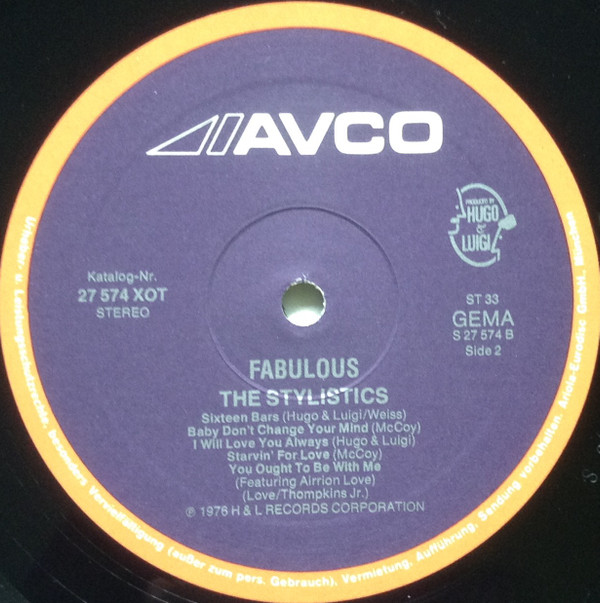 AVCO
PRODUCED BY
HUGO
&
LUIGI
Katalog-Nr.
27 574 XOT
STEREO
ST 33
GEMA
S 27 574 B
Side 2
FABULOUS
THE STYLISTICS
Sixteen Bars (Hugo & Luigi/Weiss)
Baby Don't Change Your Mind (McCoy)
I Will Love You Always (Hugo & Luigi)
Starvin' For Love (McCoy)
You Ought To Be With Me
(Featuring Airrion Love)
(Love/Thompkins Jr.)
℗ 1976 H & L RECORDS CORPORATION
Urheber- u. Leistungsschutzrechte, besonders Vervielfältigung (außer zum pers. Gebrauch), Vermietung, Aufführung, Sendung vorbehalten. Ariola-Eurodisc GmbH, München